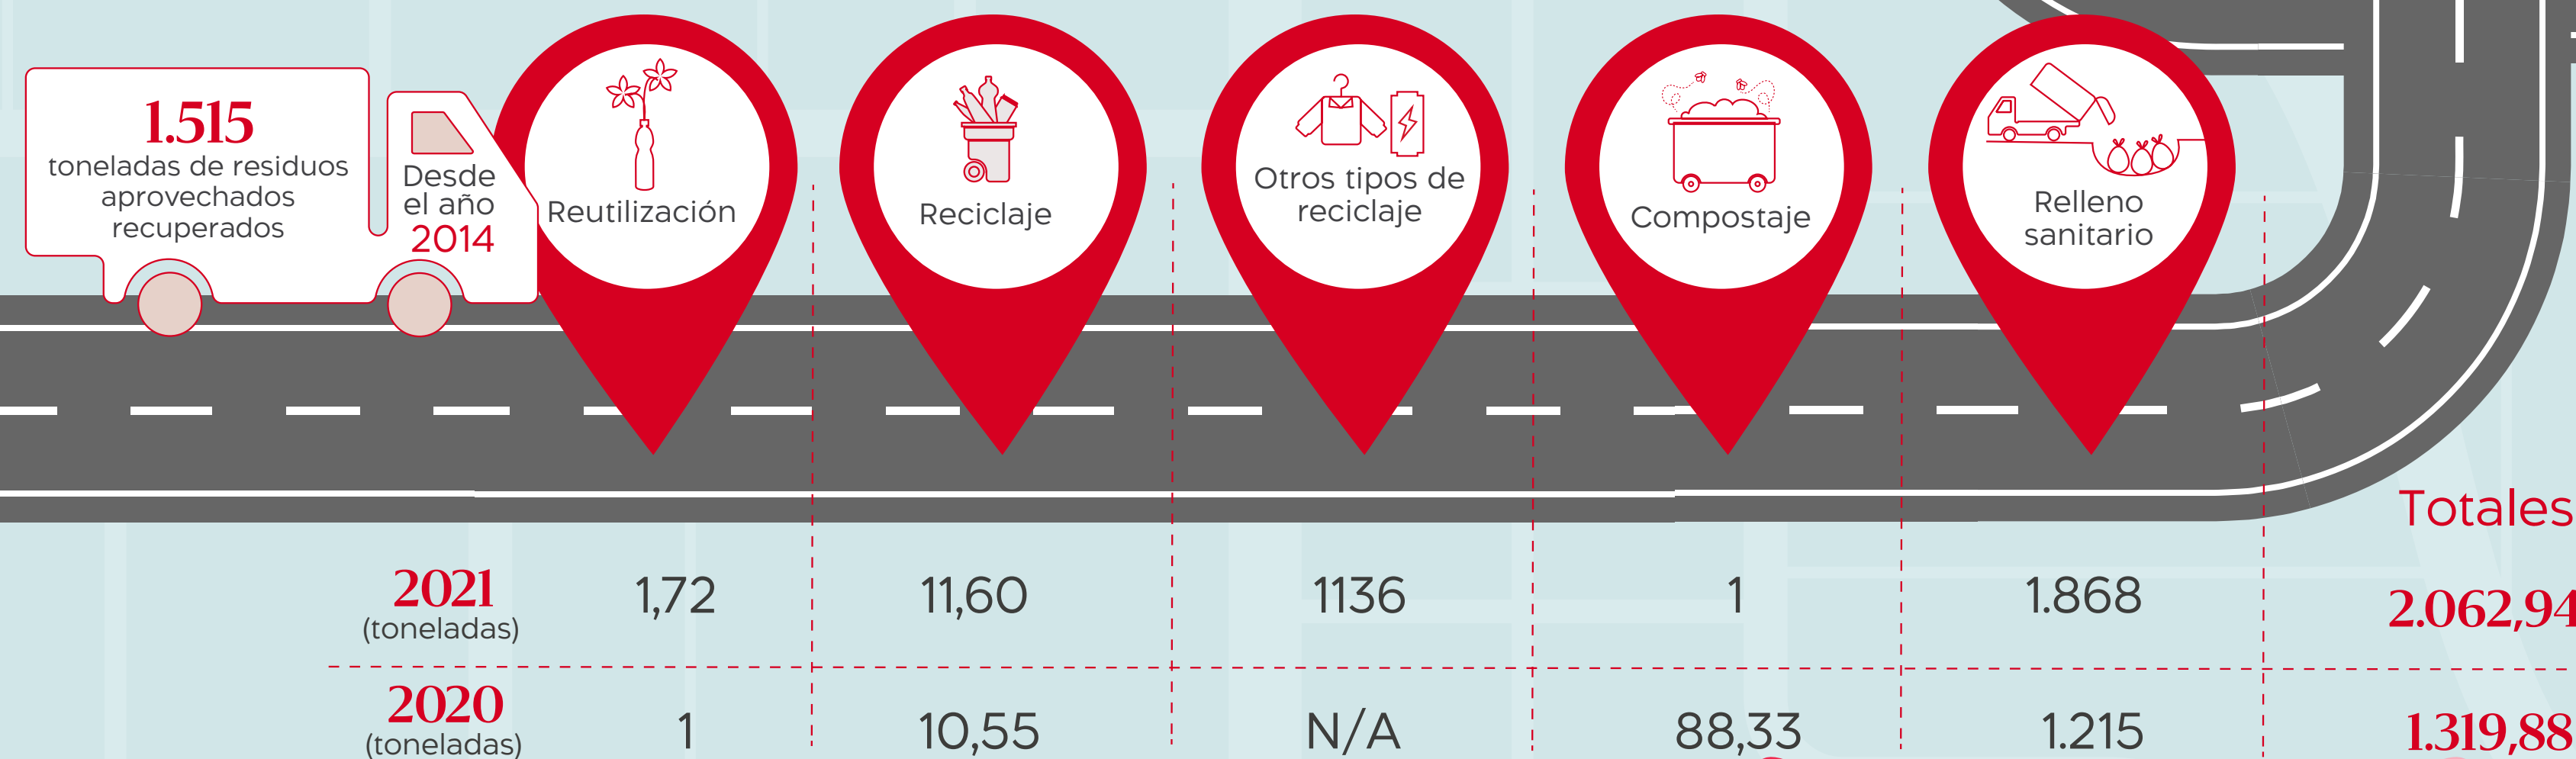 1.515
toneladas de residuos
aprovechados
recuperados
Desde
el año
2014
Reutilización
Reciclaje
Otros tipos de
reciclaje
Compostaje
Relleno
sanitario
Totales
2021
(toneladas)
1,72
11,60
1136
1
1.868
2.062,94
2020
(toneladas)
1
10,55
N/A
88,33
1.215
1.319,88